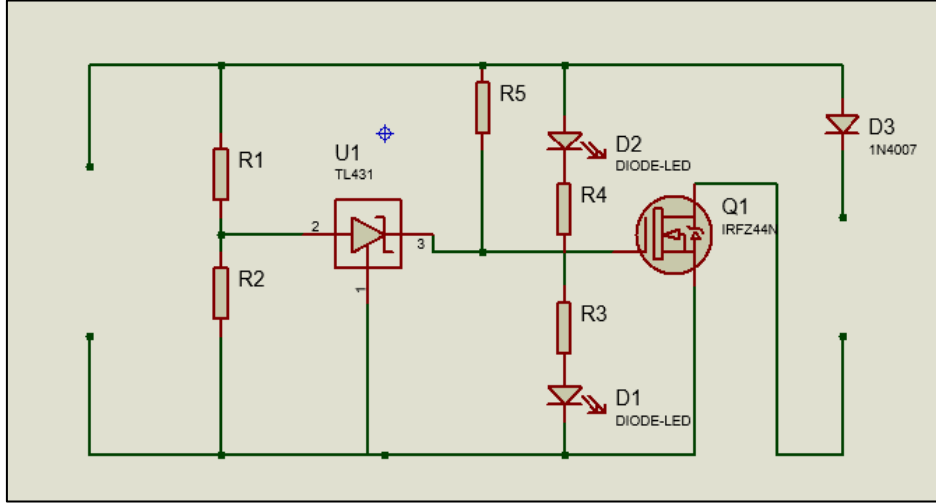 R5
D2
DIODE-LED
D3
1N4007
R1
U1
TL431
R4
Q1
IRFZ44N
2
3
R2
1
R3
D1
DIODE-LED